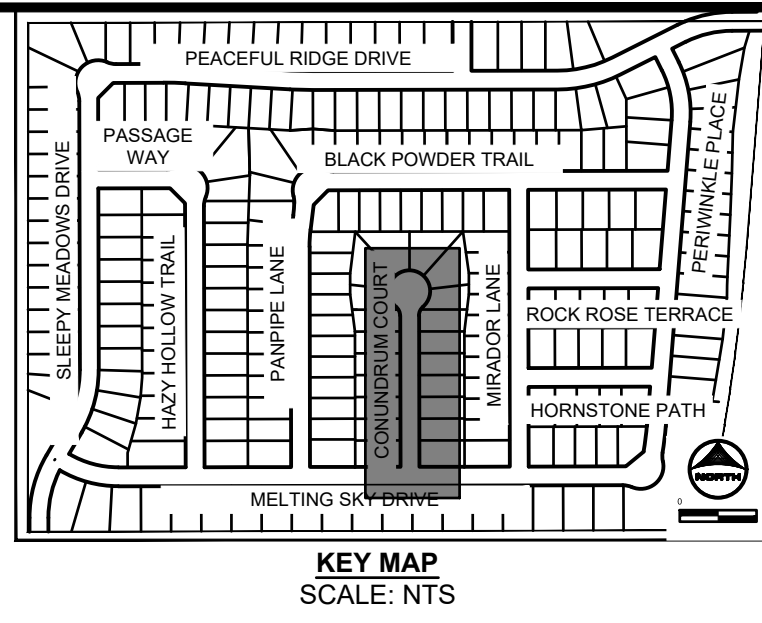 PEACEFUL RIDGE DRIVE
PASSAGE
WAY
BLACK POWDER TRAIL
SLEEPY MEADOWS DRIVE
HAZY HOLLOW TRAIL
PANPIPE LANE
CONUNDRUM COURT
MIRADOR LANE
PERIWINKLE PLACE
ROCK ROSE TERRACE
HORNSTONE PATH
MELTING SKY DRIVE
NORTH
0
KEY MAP
SCALE: NTS